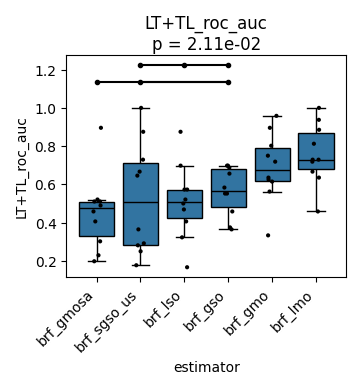 LT+TL_roc_auc
p = 2.11e-02
LT+TL_roc_auc
1.2
1.0
0.8
0.6
0.4
0.2
brf_gmosa
brf_sgso_us
brf_lso
brf_gso
brf_gmo
brf_lmo
estimator